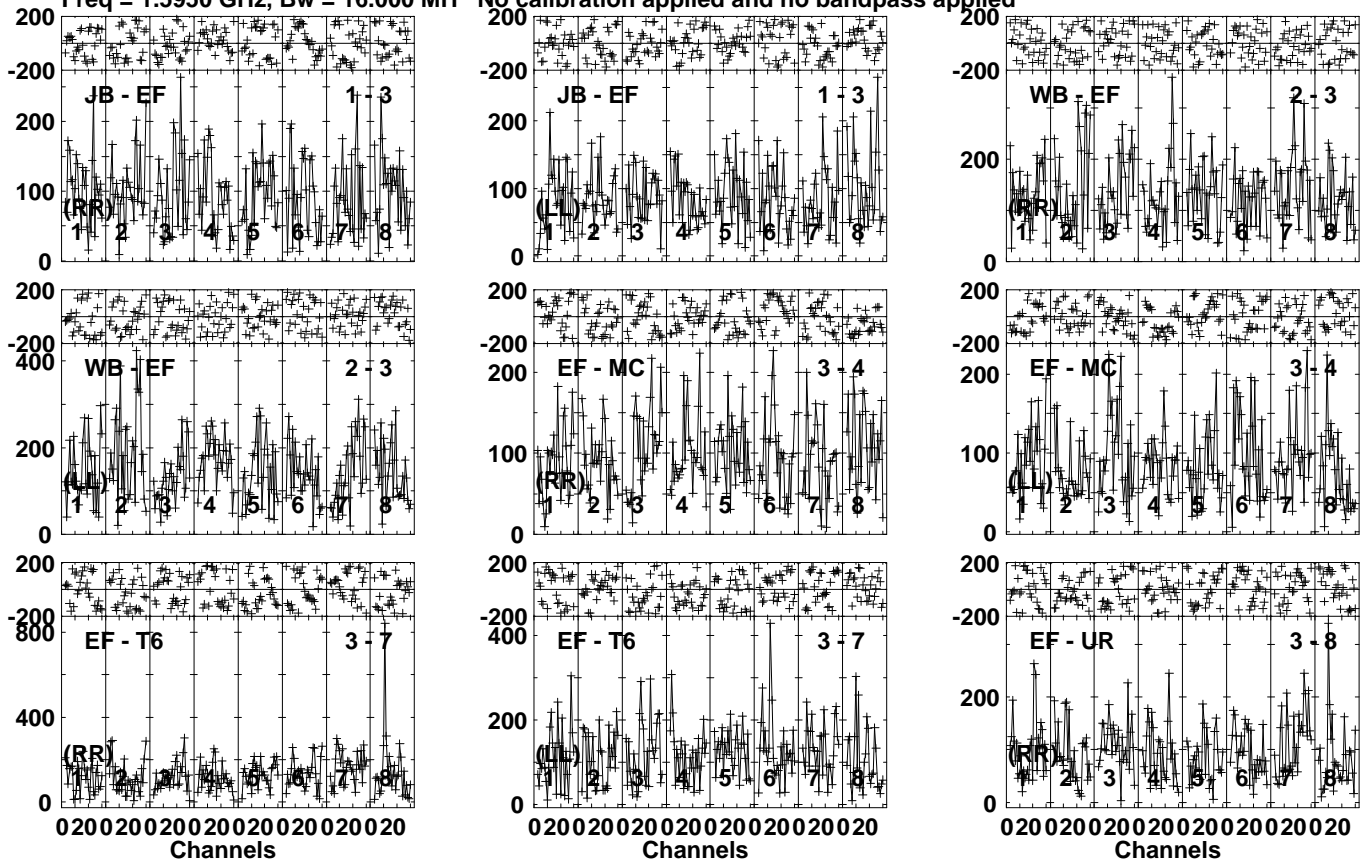 Freq = 1.5950 GHz, Bw = 16.000 MH No calibration applied and no bandpass applied
200 200 200
-200 -200 -200
JB - EF 1 - 3 JB - EF 1 - 3 WB - EF 2 - 3
200 200 200
100 100
(RR) (LL) (RR)
1 2 3 4 5 6 7 8 1 2 3 4 5 6 7 8 1 2 3 4 5 6 7 8
0 0 0
200 200 200
-200 -200 -200
400 WB - EF 2 - 3 EF - MC 3 - 4 EF - MC 3 - 4
200 200 200
100 100
(LL) (RR) (LL)
1 2 3 4 5 6 7 8 1 2 3 4 5 6 7 8 1 2 3 4 5 6 7 8
0 0 0
200 200 200
-200 -200 -200
800 EF - T6 3 - 7 400 EF - T6 3 - 7 EF - UR 3 - 8
400 200 200
200
(RR) (LL) (RR)
1 2 3 4 5 6 7 8 1 2 3 4 5 6 7 8 1 2 3 4 5 6 7 8
0 0 0
0 20 0 20 0 20 0 20 0 20 0 20 0 20 0 20 0 20 0 20 0 20 0 20 0 20 0 20 0 20 0 20 0 20 0 20 0 20 0 20 0 20 0 20 0 20 0 20
Channels Channels Channels